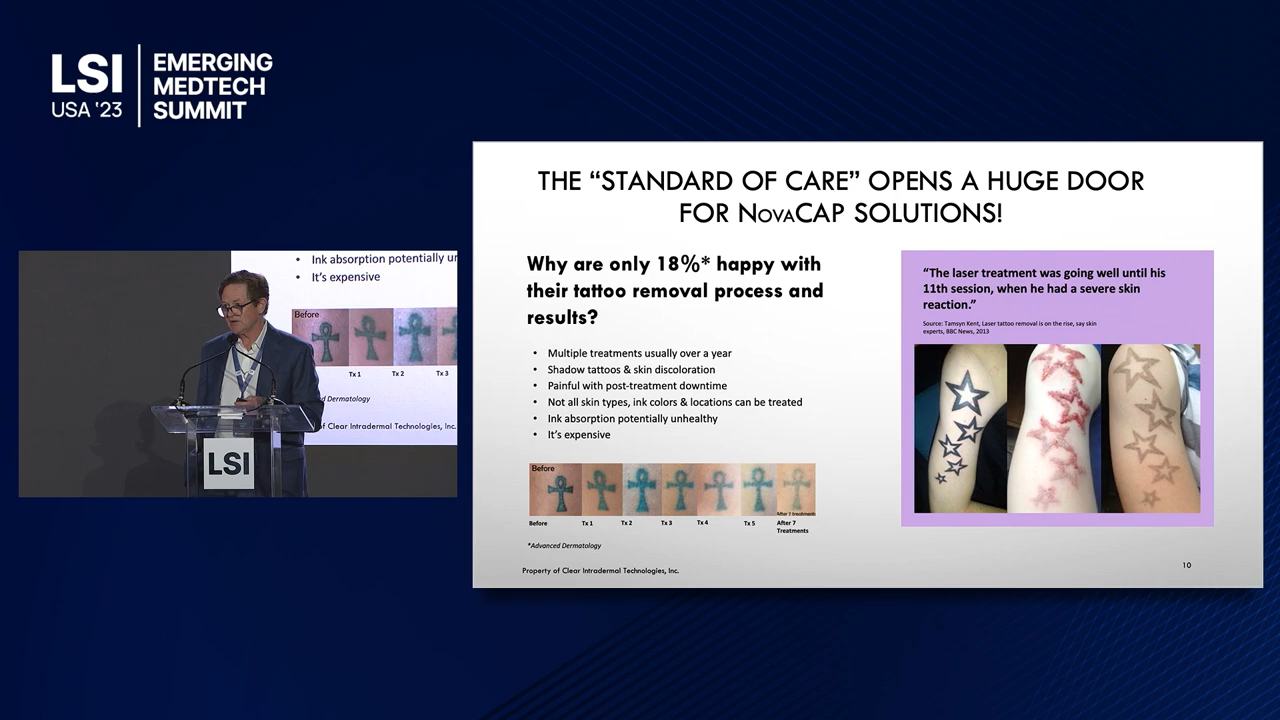 LSI
USA '23
EMERGING
MEDTECH
SUMMIT
THE “STANDARD OF CARE” OPENS A HUGE DOOR
FOR NOVACAP SOLUTIONS!
Why are only 18%* happy with
their tattoo removal process and
results?
• Multiple treatments usually over a year
• Shadow tattoos & skin discoloration
• Painful with post-treatment downtime
• Not all skin types, ink colors & locations can be treated
• Ink absorption potentially unhealthy
• It’s expensive
Before
After 7 treatments
Before Tx 1 Tx 2 Tx 3 Tx 4 Tx 5 After 7
Treatments
*Advanced Dermatology
Property of Clear Intradermal Technologies, Inc.
“The laser treatment was going well until his
11th session, when he had a severe skin
reaction.”
Source: Tamsyn Kent, Laser tattoo removal is on the rise, say skin
experts, BBC News, 2013
10
• Ink absorption potentially ur
• It’s expensive
Before
Tx 1 Tx 2 Tx 3
d Dermatology
of Clear Intradermal Technologies, Inc.
LSI